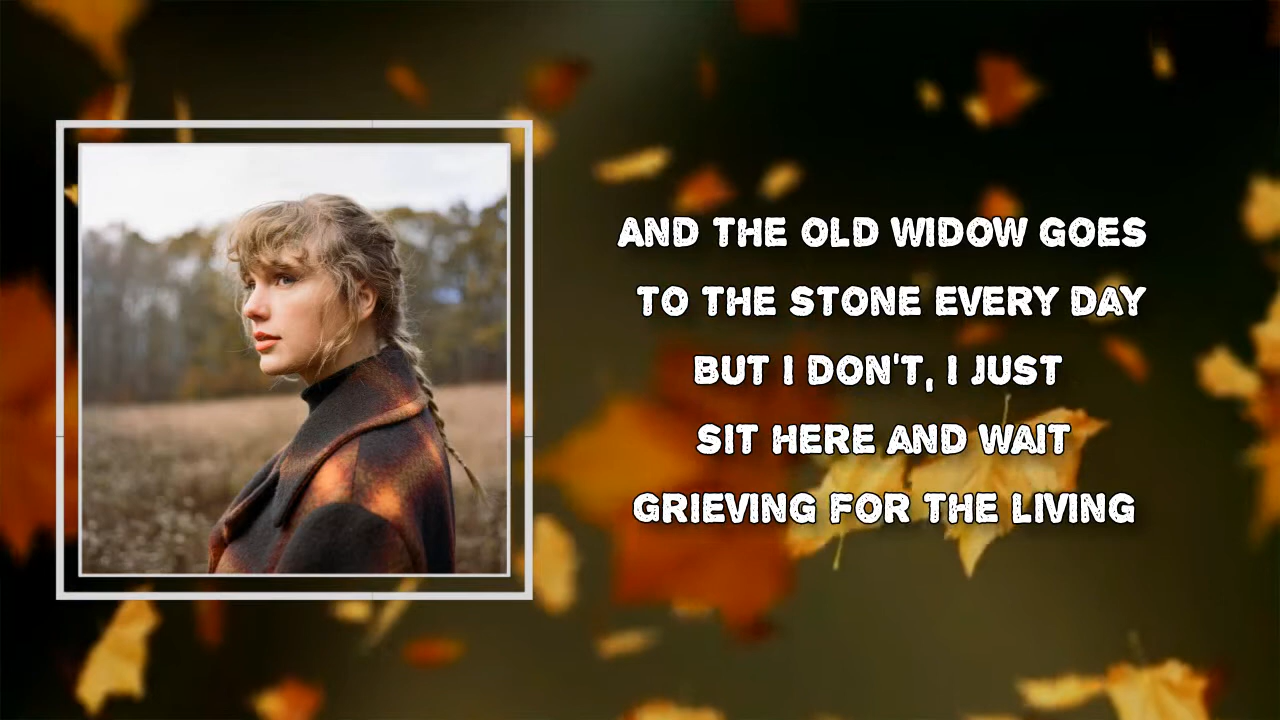 AND THE OLD WIDOW GOES
TO THE STONE EVERY DAY
BUT I DON'T, I JUST
SIT HERE AND WAIT
GRIEVING FOR THE LIVING